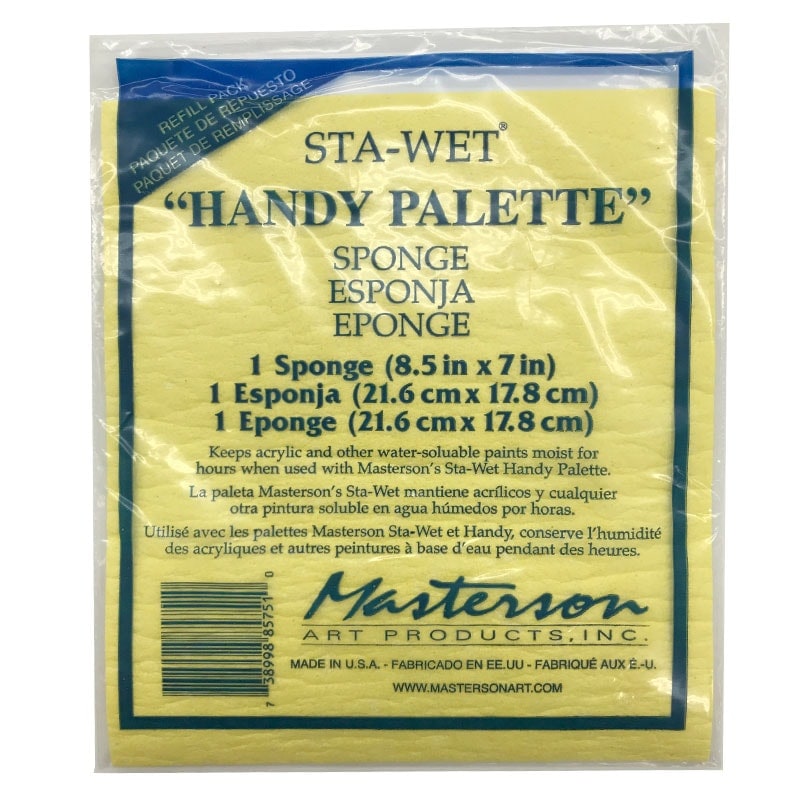 REFILL PACK
PAQUETE DE REPUESTO
PAQUET DE REMPLISSAGE
STA-WET®
“HANDY PALETTE”
SPONGE
ESPONJA
EPONGE
1 Sponge (8.5 in x 7 in)
1 Esponja (21.6 cm x 17.8 cm)
1 Eponge (21.6 cm x 17.8 cm)
Keeps acrylic and other water-soluable paints moist for
hours when used with Masterson's Sta-Wet Handy Palette.
La paleta Masterson's Sta-Wet mantiene acrílicos y cualquier
otra pintura soluble en agua húmedos por horas.
Utilisé avec les palettes Masterson Sta-Wet et Handy, conserve l'humidité
des acryliques et autres peintures à base d'eau pendant des heures.
7 38998 85751 0
Masterson
ART PRODUCTS, INC.
MADE IN U.S.A. - FABRICADO EN EE.UU - FABRIQUÉ AUX É.-U.
WWW.MASTERSONART.COM